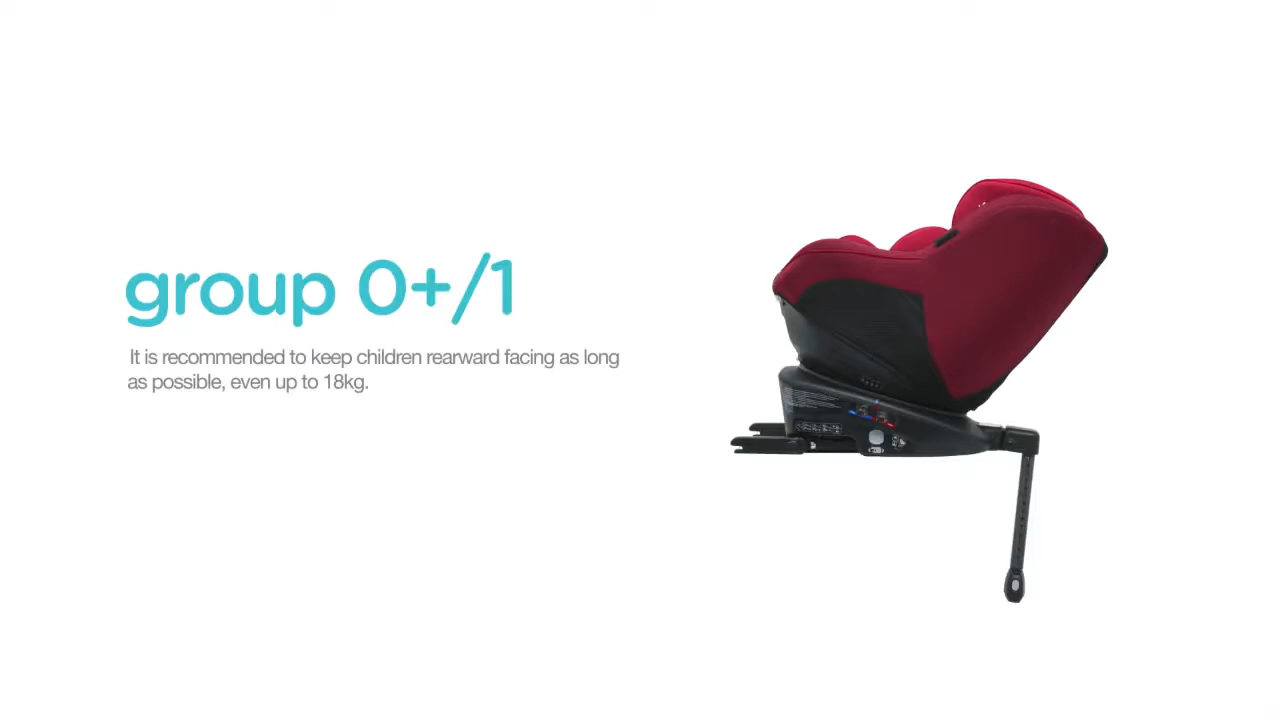 group 0+/1
It is recommended to keep children rearward facing as long
as possible, even up to 18kg.